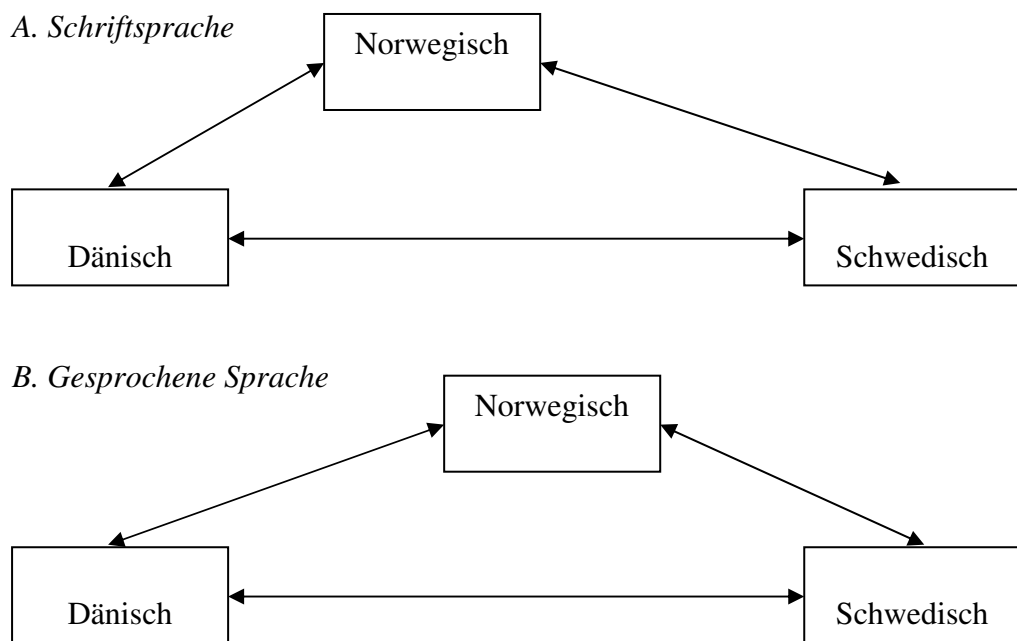 A. Schriftsprache
Norwegisch
Dänisch
Schwedisch
B. Gesprochene Sprache
Norwegisch
Dänisch
Schwedisch